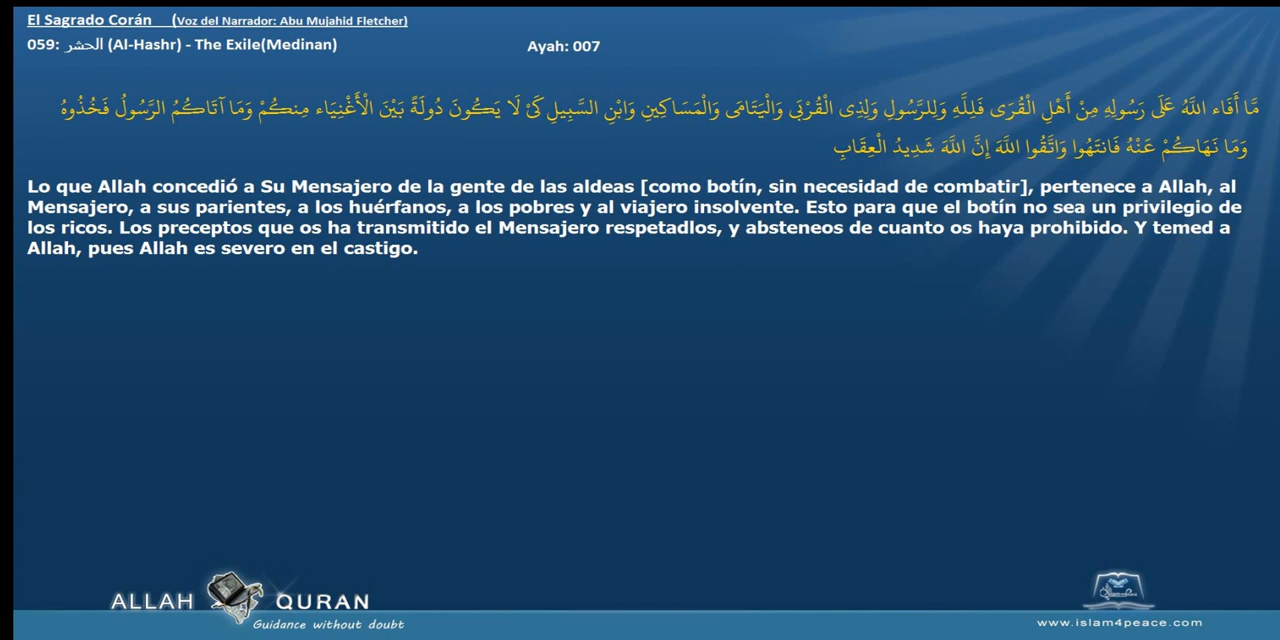 El Sagrado Corán (Voz del Narrador: Abu Mujahid Fletcher)
059: الحشر (Al-Hashr) - The Exile(Medinan) Ayah: 007
مَّا أَفَاء اللَّهُ عَلَى رَسُولِهِ مِنْ أَهْلِ الْقُرَى فَلِلَّهِ وَلِلرَّسُولِ وَلِذِي الْقُرْبَى وَالْيَتَامَى وَالْمَسَاكِينِ وَابْنِ السَّبِيلِ كَيْ لَا يَكُونَ دُولَةً بَيْنَ الْأَغْنِيَاء مِنكُمْ وَمَا آتَاكُمُ الرَّسُولُ فَخُذُوهُ
وَمَا نَهَاكُمْ عَنْهُ فَانتَهُوا وَاتَّقُوا اللَّهَ إِنَّ اللَّهَ شَدِيدُ الْعِقَابِ
Lo que Allah concedió a Su Mensajero de la gente de las aldeas [como botín, sin necesidad de combatir], pertenece a Allah, al
Mensajero, a sus parientes, a los huérfanos, a los pobres y al viajero insolvente. Esto para que el botín no sea un privilegio de
los ricos. Los preceptos que os ha transmitido el Mensajero respetadlos, y absteneos de cuanto os haya prohibido. Y temed a
Allah, pues Allah es severo en el castigo.
ALLAH QURAN
Guidance without doubt
www.islam4peace.com